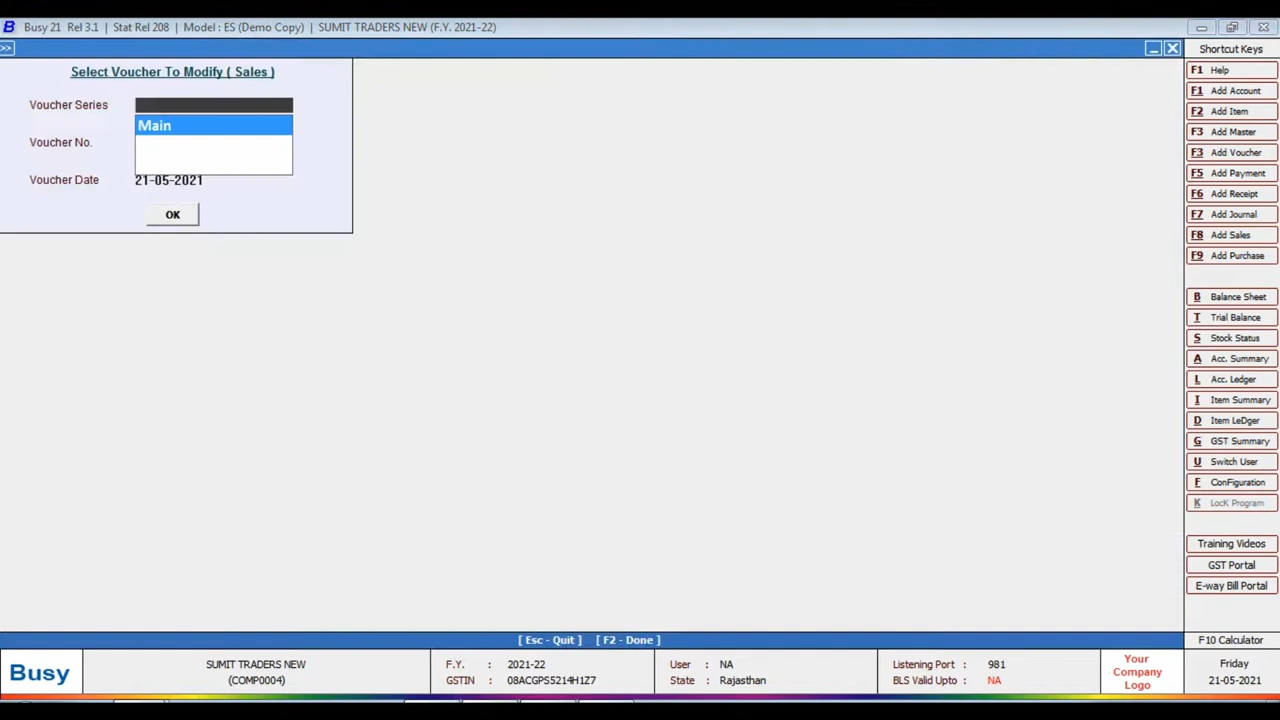 B Busy 21 Rel 3.1 | Stat Rel 208 | Model : ES (Demo Copy) | SUMIT TRADERS NEW (F.Y. 2021-22)
>>
Select Voucher To Modify ( Sales )
Voucher Series
Main
Voucher No.
Voucher Date 21-05-2021
OK
Shortcut Keys
F1 Help
F1 Add Account
F2 Add Item
F3 Add Master
F3 Add Voucher
F5 Add Payment
F6 Add Receipt
F7 Add Journal
F8 Add Sales
F9 Add Purchase
B Balance Sheet
T Trial Balance
S Stock Status
A Acc. Summary
L Acc. Ledger
I Item Summary
D Item LeDger
G GST Summary
U Switch User
F ConFiguration
K LocK Program
Training Videos
GST Portal
E-way Bill Portal
[ Esc - Quit ] [ F2 - Done ]
F10 Calculator
Busy
SUMIT TRADERS NEW
(COMP0004)
F.Y. : 2021-22
GSTIN : 08ACGPS5214H1Z7
User : NA
State : Rajasthan
Listening Port : 981
BLS Valid Upto : NA
Your
Company
Logo
Friday
21-05-2021